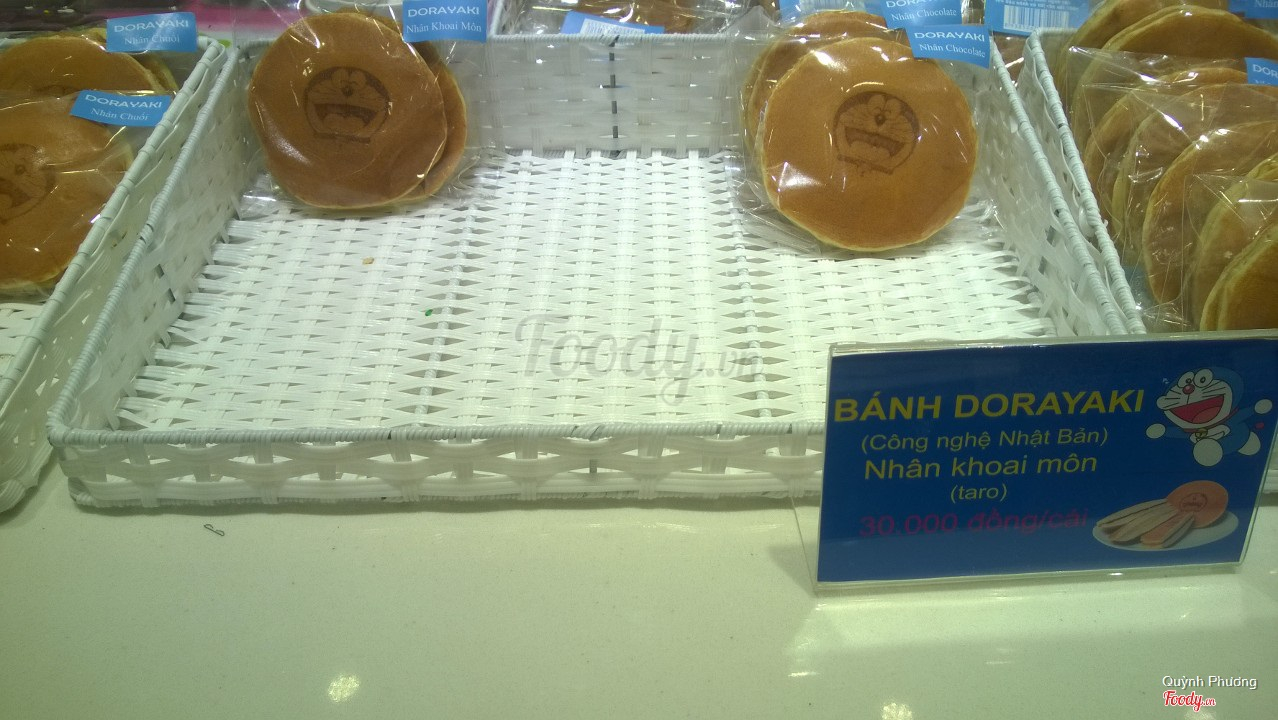 DORAYAKI
Nhân Chuối
DORAYAKI
Nhân Chuối
DORAYAKI
Nhân Khoai Môn
Nhân Chocolate
DORAYAKI
Nhân Chocolate
Foody.vn
BÁNH DORAYAKI
(Công nghệ Nhật Bản)
Nhân khoai môn
(taro)
30.000 đồng/cái
Quỳnh Phương
Foody.vn